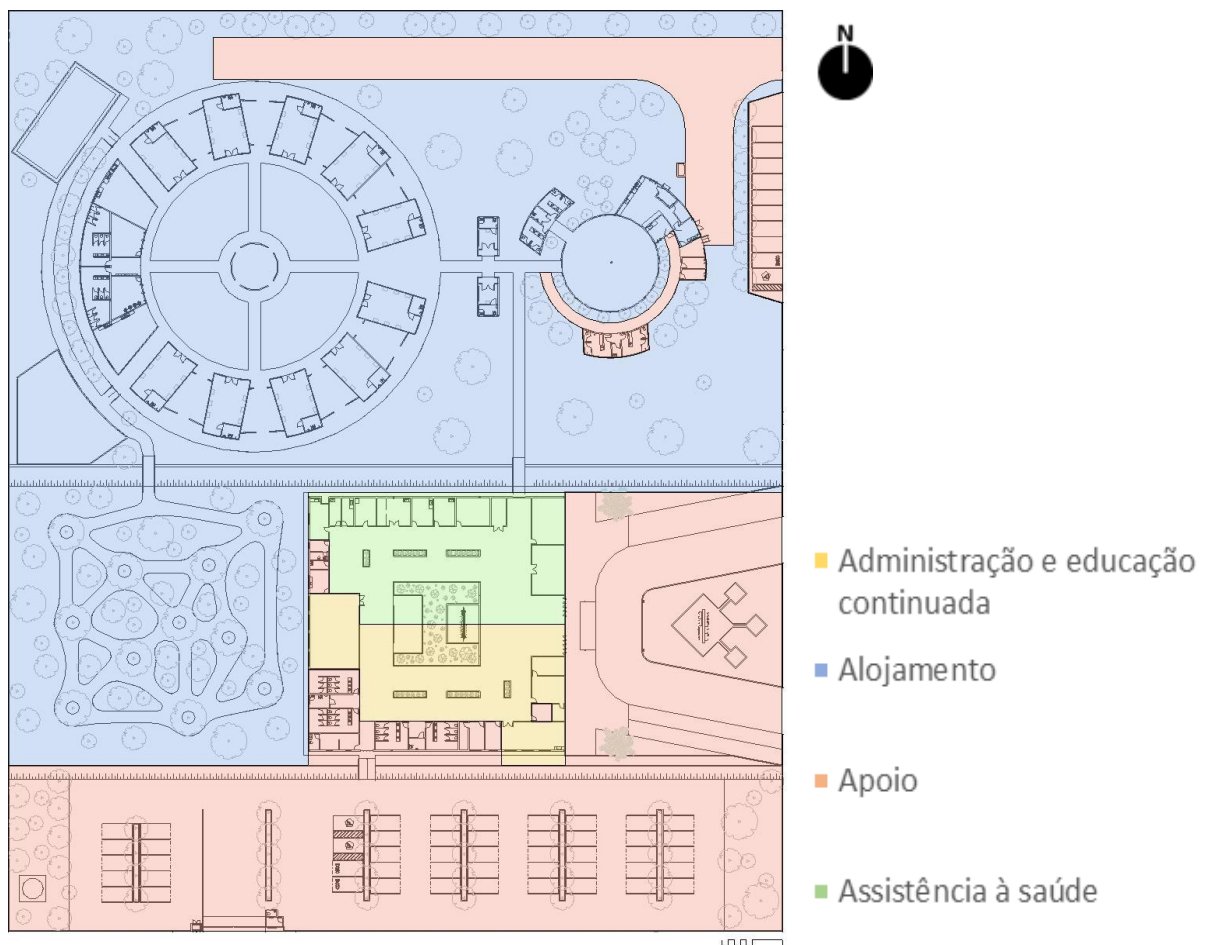 N
Administração e educação
continuada
Alojamento
Apoio
Assistência à saúde